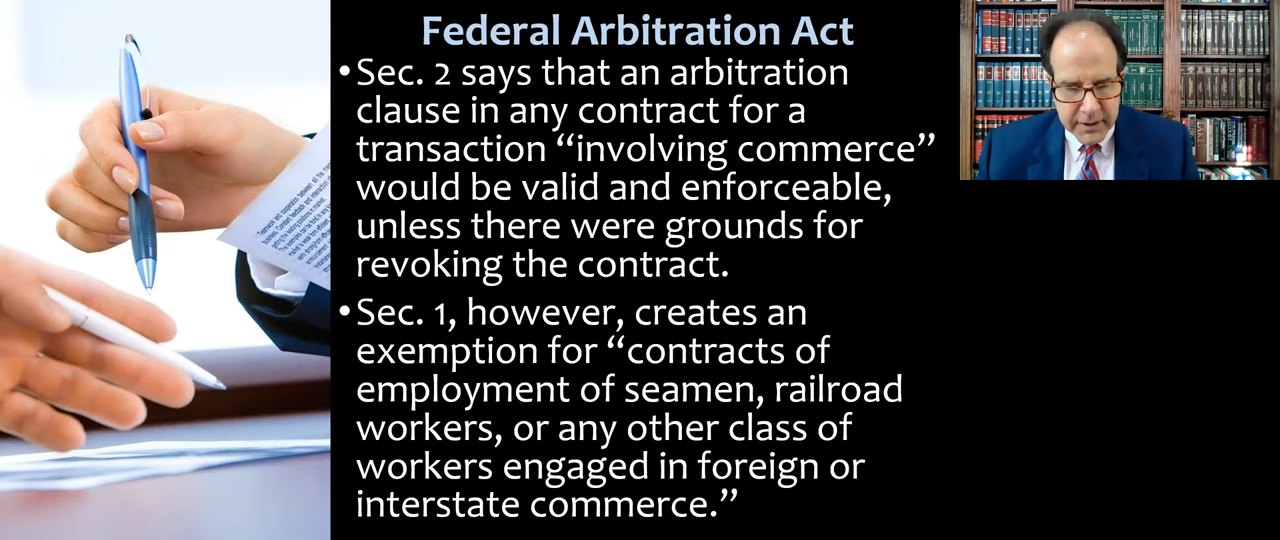 Federal Arbitration Act
•Sec. 2 says that an arbitration
clause in any contract for a
transaction “involving commerce”
would be valid and enforceable,
unless there were grounds for
revoking the contract.
•Sec. 1, however, creates an
exemption for “contracts of
employment of seamen, railroad
workers, or any other class of
workers engaged in foreign or
interstate commerce.”